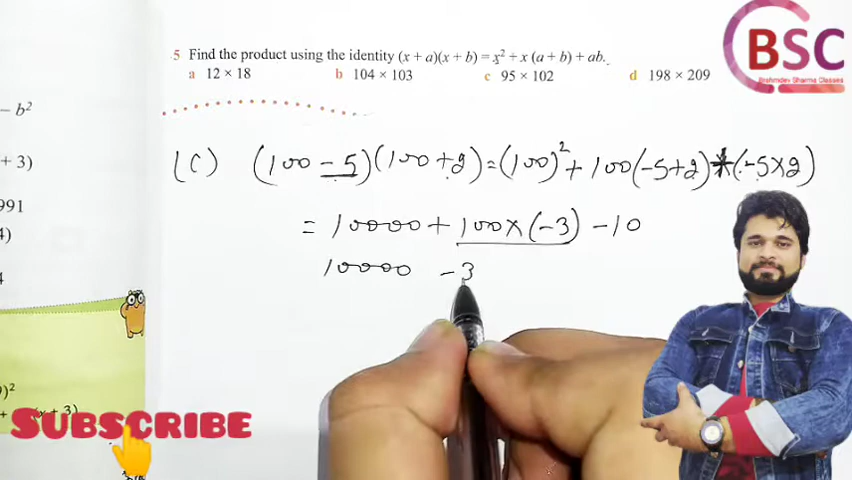 5 Find the product using the identity (x + a)(x + b) = x² + x (a + b) + ab.
a 12 × 18 b 104 × 103 c 95 × 102 d 198 × 209
BSC
Brahmdev Sharma Classes
– b²
+ 3)
991
4)
4
9)²
+ (x + 3)
(C) (100 – 5)(100 + 2) = (100)² + 100(–5+2) + (–5×2)
= 10000 + 100 × (–3) – 10
10000 – 3
SUBSCRIBE